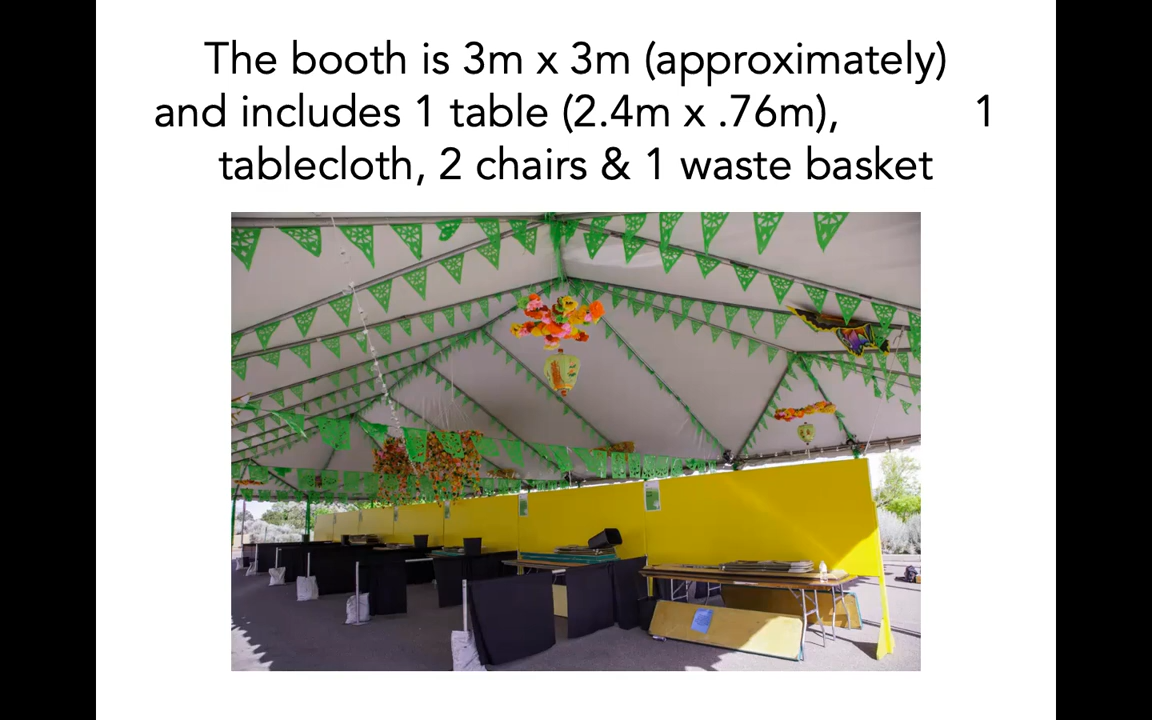 The booth is 3m x 3m (approximately)
and includes 1 table (2.4m x .76m), 1
tablecloth, 2 chairs & 1 waste basket